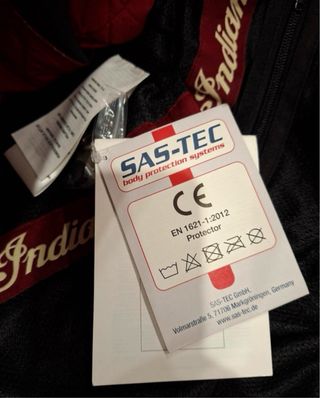 Indian
SAS-TEC
body protection systems
CE
EN 1621-1:2012
Protector
SAS-TEC GmbH,
Volmarstraße 5, 71706 Markgröningen, Germany
www.sas-tec.de
Indian